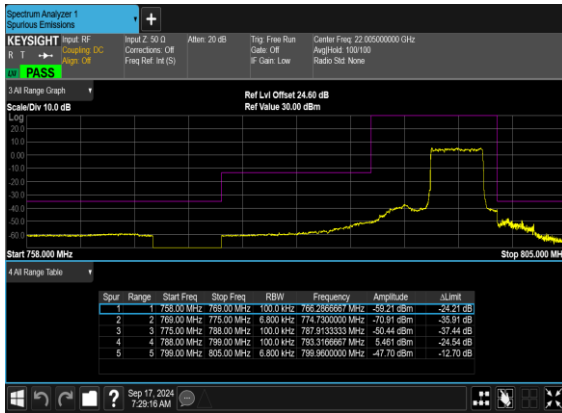 Spectrum Analyzer 1
Spurious Emissions
+
KEYSIGHT Input: RF Input Z: 50 Ω Atten: 20 dB Trig: Free Run Center Freq: 22.005000000 GHz
R T Coupling: DC Corrections: Off Gate: Off Avg|Hold: 100/100
Align: Off Freq Ref: Int (S) IF Gain: Low Radio Std: None
PASS
3 All Range Graph
Ref Lvl Offset 24.60 dB
Scale/Div 10.0 dB Ref Value 30.00 dBm
Log
20.0
10.0
0.00
-10.0
-20.0
-30.0
-40.0
-50.0
-60.0
Start 758.000 MHz Stop 805.000 MH
4 All Range Table
Spur Range Start Freq Stop Freq RBW Frequency Amplitude ΔLimit
1 1 758.00 MHz 769.00 MHz 100.0 kHz 766.2866667 MHz -59.21 dBm -24.21 dB
2 2 769.00 MHz 775.00 MHz 6.800 kHz 774.7300000 MHz -70.91 dBm -35.91 dB
3 3 775.00 MHz 788.00 MHz 100.0 kHz 787.9133333 MHz -50.44 dBm -37.44 dB
4 4 788.00 MHz 799.00 MHz 100.0 kHz 793.3166667 MHz 5.461 dBm -24.54 dB
5 5 799.00 MHz 805.00 MHz 6.800 kHz 799.9600000 MHz -47.70 dBm -12.70 dB
? Sep 17, 2024
7:29:16 AM